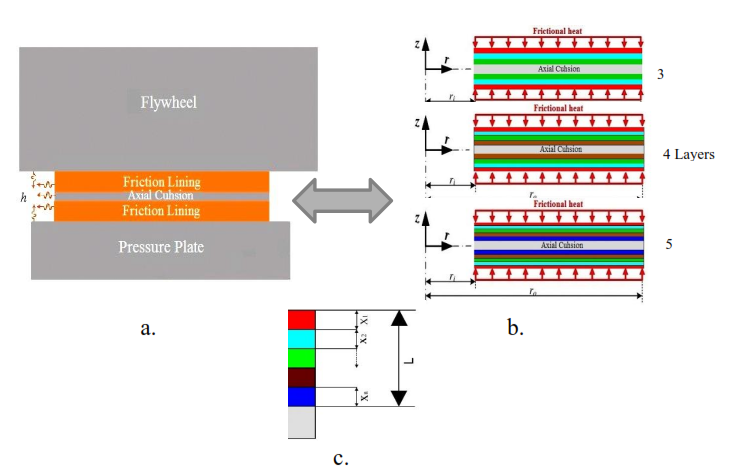 Flywheel
Friction Lining
Axial Cuhsion
Friction Lining
h
Pressure Plate
a.
Frictional heat
z
r
Axial Cuhsion
3
rᵢ
Frictional heat
z
r
Axial Cuhsion
4 Layers
rᵢ
rₒ
Frictional heat
z
r
Axial Cuhsion
5
rᵢ
rₒ
b.
X₁
X₂
L
c.